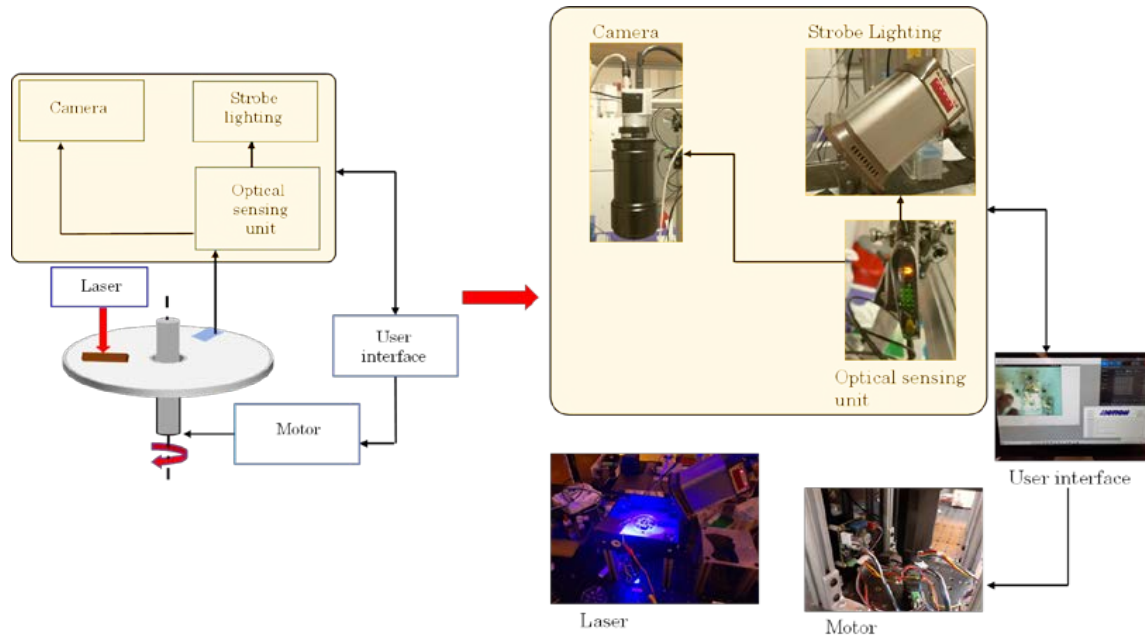 Camera
Strobe
lighting
Optical
sensing
unit
Laser
User
interface
Motor
Camera
Strobe Lighting
Optical sensing
unit
User interface
Laser
Motor